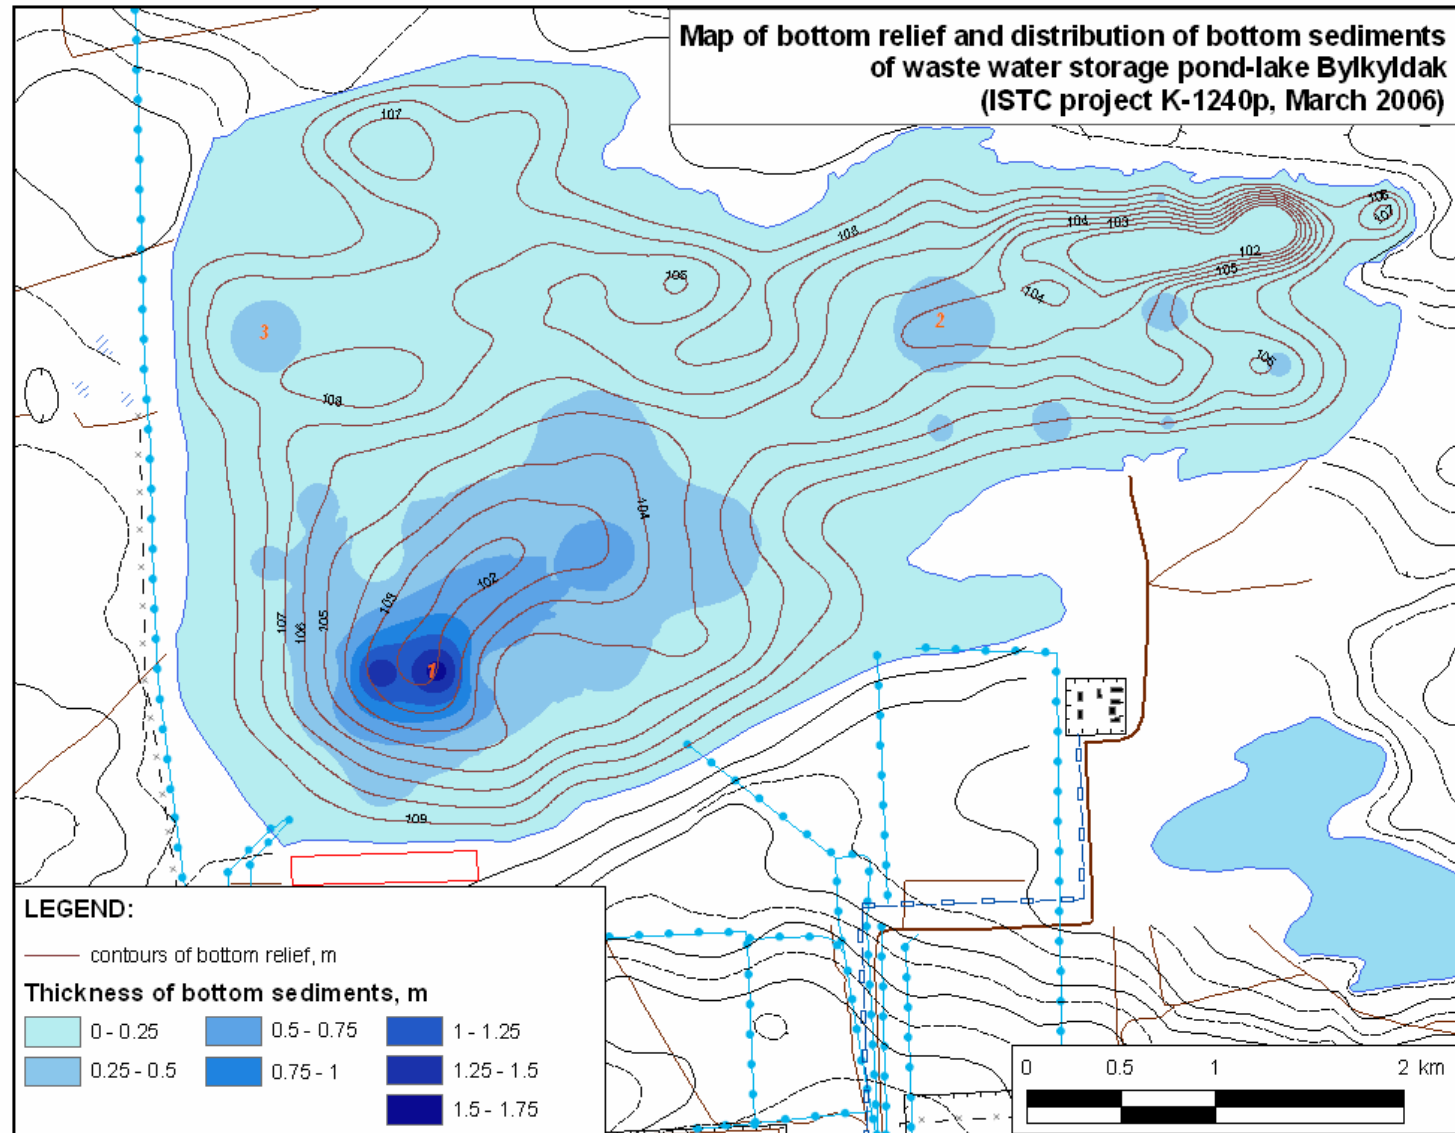 Map of bottom relief and distribution of bottom sediments
of waste water storage pond-lake Bylkyldak
(ISTC project K-1240p, March 2006)
107
106
107
108
104
103
102
105
106
104
2
3
106
108
104
102
103
107
106
105
1
109
LEGEND:
contours of bottom relief, m
Thickness of bottom sediments, m
0 - 0.25
0.5 - 0.75
1 - 1.25
0.25 - 0.5
0.75 - 1
1.25 - 1.5
1.5 - 1.75
0 0.5 1 2 km